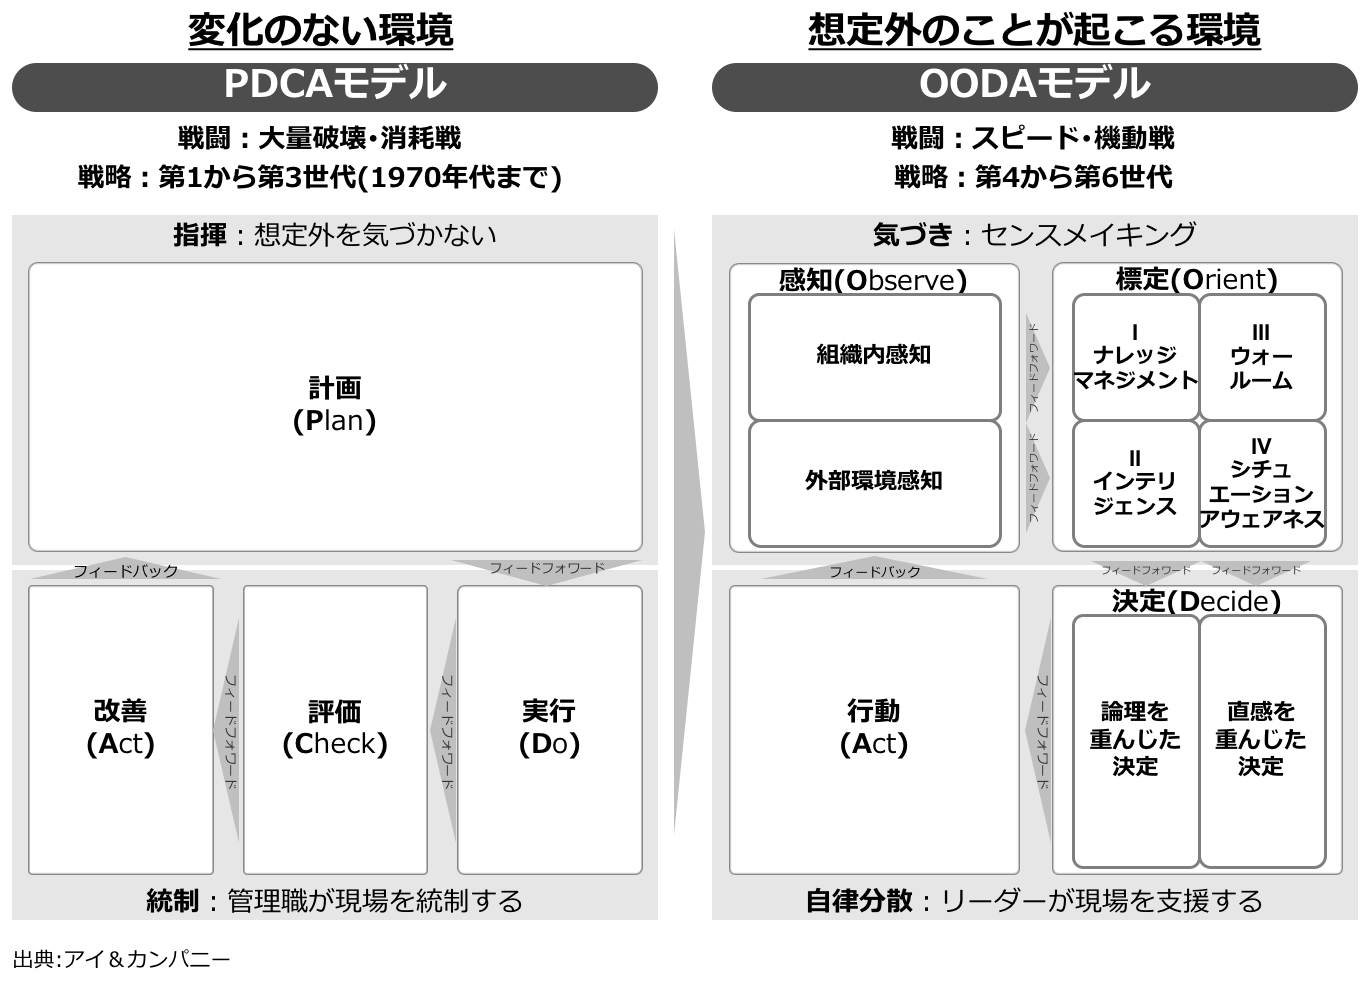 変化のない環境
PDCAモデル
戦闘：大量破壊･消耗戦
戦略：第1から第3世代(1970年代まで)
指揮：想定外を気づかない
計画
(Plan)
フィードバック
フィードフォワード
改善
(Act)
フィードフォワード
評価
(Check)
フィードフォワード
実行
(Do)
統制：管理職が現場を統制する
想定外のことが起こる環境
OODAモデル
戦闘：スピード･機動戦
戦略：第4から第6世代
気づき：センスメイキング
感知(Observe)
組織内感知
外部環境感知
フィードフォワード
フィードフォワード
標定(Orient)
Ⅰ
ナレッジ
マネジメント
Ⅲ
ウォー
ルーム
Ⅱ
インテリ
ジェンス
Ⅳ
シチュ
エーション
アウェアネス
フィードバック
フィードフォワード
フィードフォワード
行動
(Act)
フィードフォワード
決定(Decide)
論理を
重んじた
決定
直感を
重んじた
決定
自律分散：リーダーが現場を支援する
出典:アイ＆カンパニー